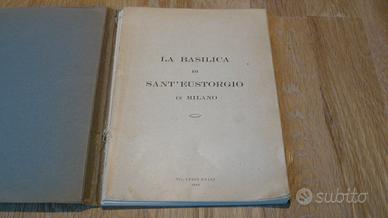 LA BASILICA
DI
SANT'EUSTORGIO
IN MILANO
subito